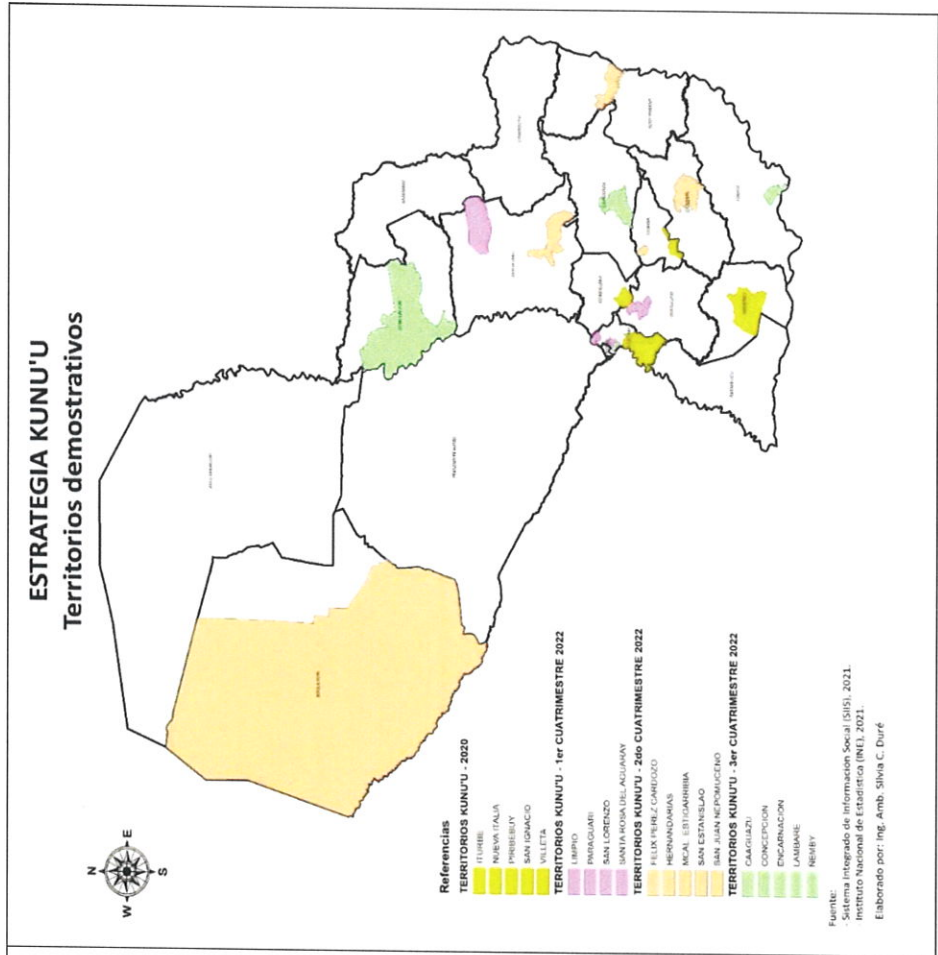 ESTRATEGIA KUNU'U
Territorios demostrativos
N
W
E
S
Referencias
TERRITORIOS KUNU'U - 2020
ITURBE
NUEVA ITALIA
PIRIBEBUY
SAN IGNACIO
VILLETA
TERRITORIOS KUNU'U - 1er CUATRIMESTRE 2022
LIMPIO
PARAGUARI
SAN LORENZO
SANTA ROSA DEL AGUARAY
TERRITORIOS KUNU'U - 2do CUATRIMESTRE 2022
FELIX PEREZ CARDOZO
HERNANDARIAS
MCAL. ESTIGARRIBIA
SAN ESTANISLAO
SAN JUAN NEPOMUCENO
TERRITORIOS KUNU'U - 3er CUATRIMESTRE 2022
CAAGUAZU
CONCEPCION
ENCARNACION
LAMBARE
ÑEMBY
Fuente:
- Sistema Integrado de Información Social (SIIS), 2021.
- Instituto Nacional de Estadística (INE), 2021.
Elaborado por: Ing. Amb. Silvia C. Duré